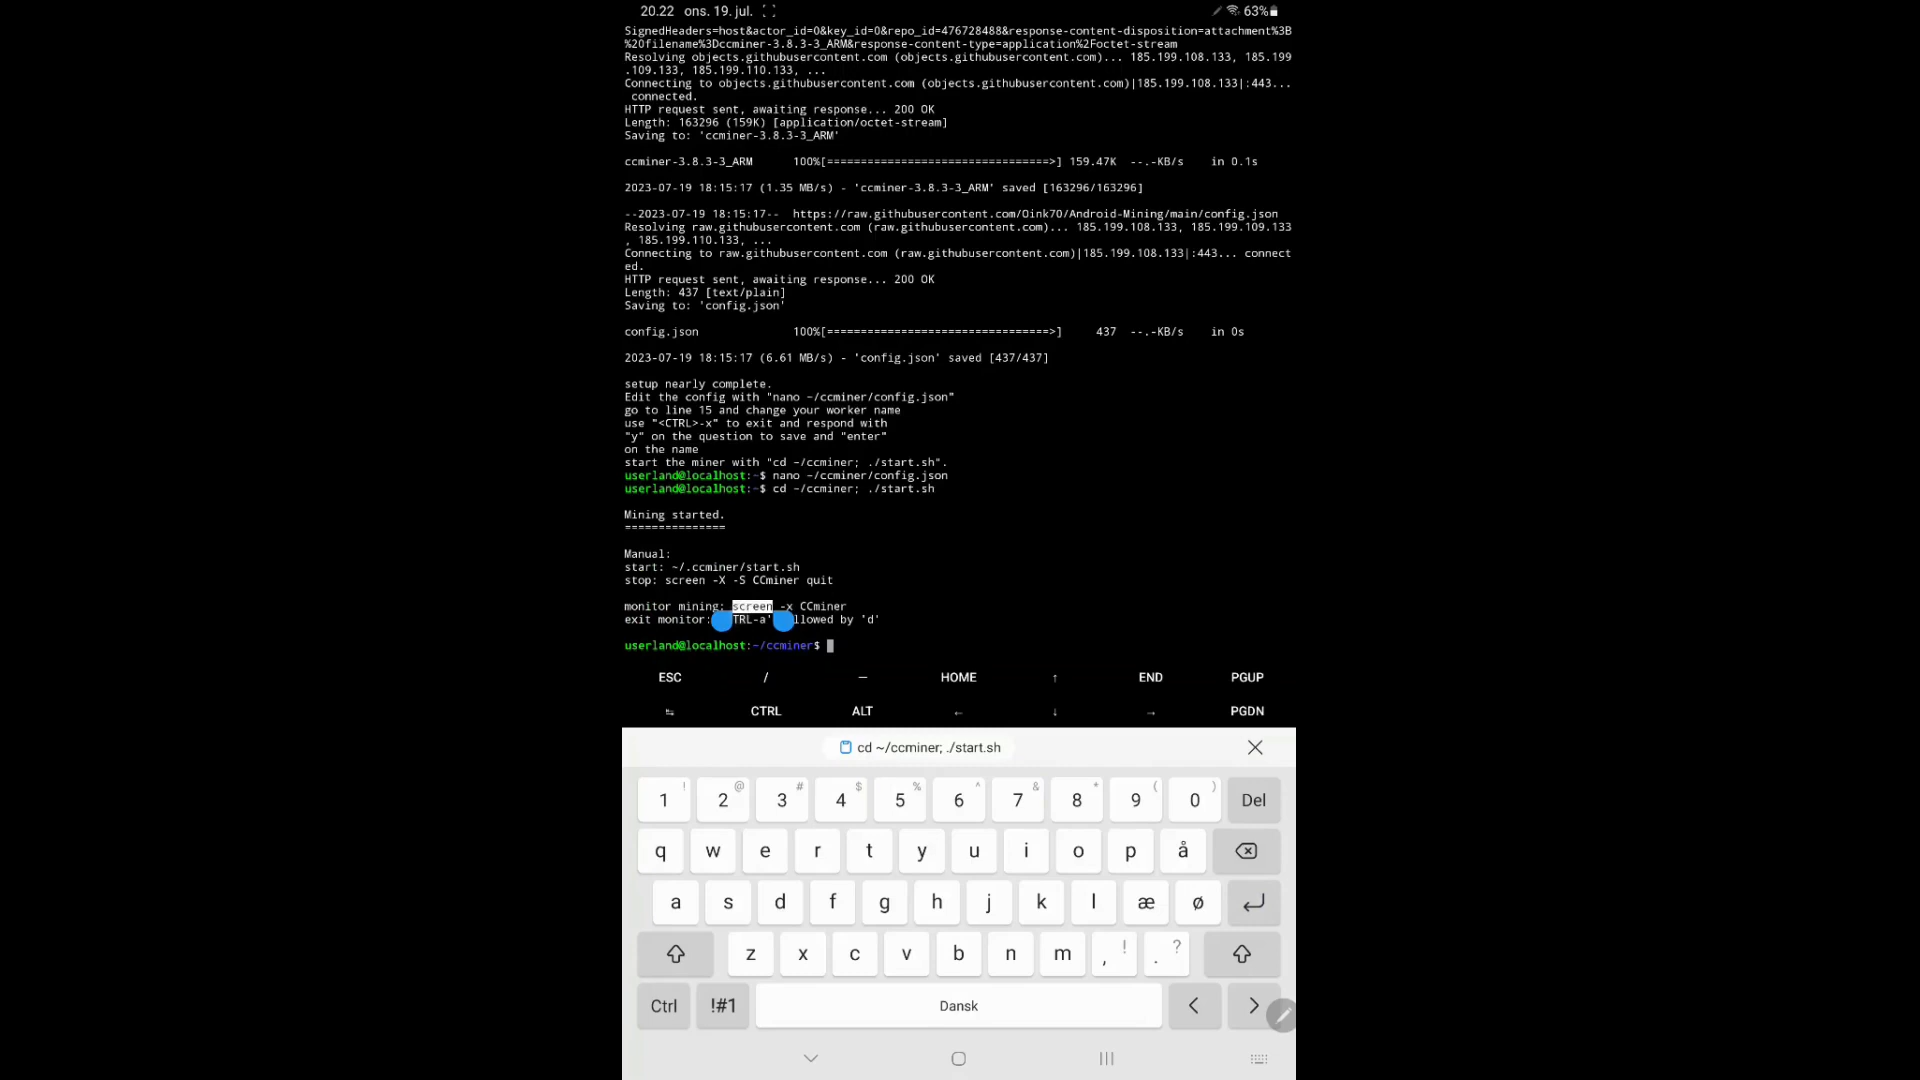 20.22 ons. 19. jul. 63%
SignedHeaders=host&actor_id=0&key_id=0&repo_id=476728488&response-content-disposition=attachment%3B
%20filename%3Dccminer-3.8.3-3_ARM&response-content-type=application%2Foctet-stream
Resolving objects.githubusercontent.com (objects.githubusercontent.com)... 185.199.108.133, 185.199
.109.133, 185.199.110.133, ...
Connecting to objects.githubusercontent.com (objects.githubusercontent.com)|185.199.108.133|:443...
connected.
HTTP request sent, awaiting response... 200 OK
Length: 163296 (159K) [application/octet-stream]
Saving to: 'ccminer-3.8.3-3_ARM'
ccminer-3.8.3-3_ARM 100%[=================================>] 159.47K --.-KB/s in 0.1s
2023-07-19 18:15:17 (1.35 MB/s) - 'ccminer-3.8.3-3_ARM' saved [163296/163296]
--2023-07-19 18:15:17-- https://raw.githubusercontent.com/Oink70/Android-Mining/main/config.json
Resolving raw.githubusercontent.com (raw.githubusercontent.com)... 185.199.108.133, 185.199.109.133
, 185.199.110.133, ...
Connecting to raw.githubusercontent.com (raw.githubusercontent.com)|185.199.108.133|:443... connect
ed.
HTTP request sent, awaiting response... 200 OK
Length: 437 [text/plain]
Saving to: 'config.json'
config.json 100%[=================================>] 437 --.-KB/s in 0s
2023-07-19 18:15:17 (6.61 MB/s) - 'config.json' saved [437/437]
setup nearly complete.
Edit the config with "nano ~/ccminer/config.json"
go to line 15 and change your worker name
use "<CTRL>-x" to exit and respond with
"y" on the question to save and "enter"
on the name
start the miner with "cd ~/ccminer; ./start.sh".
userland@localhost:~$ nano ~/ccminer/config.json
userland@localhost:~$ cd ~/ccminer; ./start.sh
Mining started.
===============
Manual:
start: ~/.ccminer/start.sh
stop: screen -X -S CCminer quit
monitor mining: screen -x CCminer
exit monitor: TRL-a' llowed by 'd'
userland@localhost:~/ccminer$
ESC / — HOME ↑ END PGUP
↹ CTRL ALT ← ↓ → PGDN
cd ~/ccminer; ./start.sh
1 ! 2 @ 3 # 4 $ 5 % 6 ^ 7 & 8 * 9 ( 0 ) Del
q w e r t y u i o p å
a s d f g h j k l æ ø
z x c v b n m , ! . ?
Ctrl !#1 Dansk < >